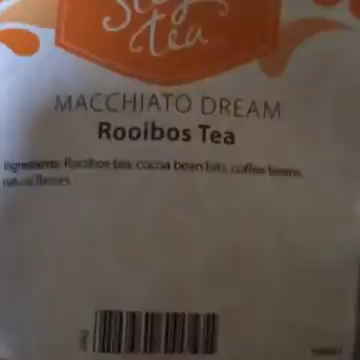 tea
MACCHIATO DREAM
Rooibos Tea
Ingredients: Rooibos tea, cocoa bean bits, coffee beans,
natural flavors.